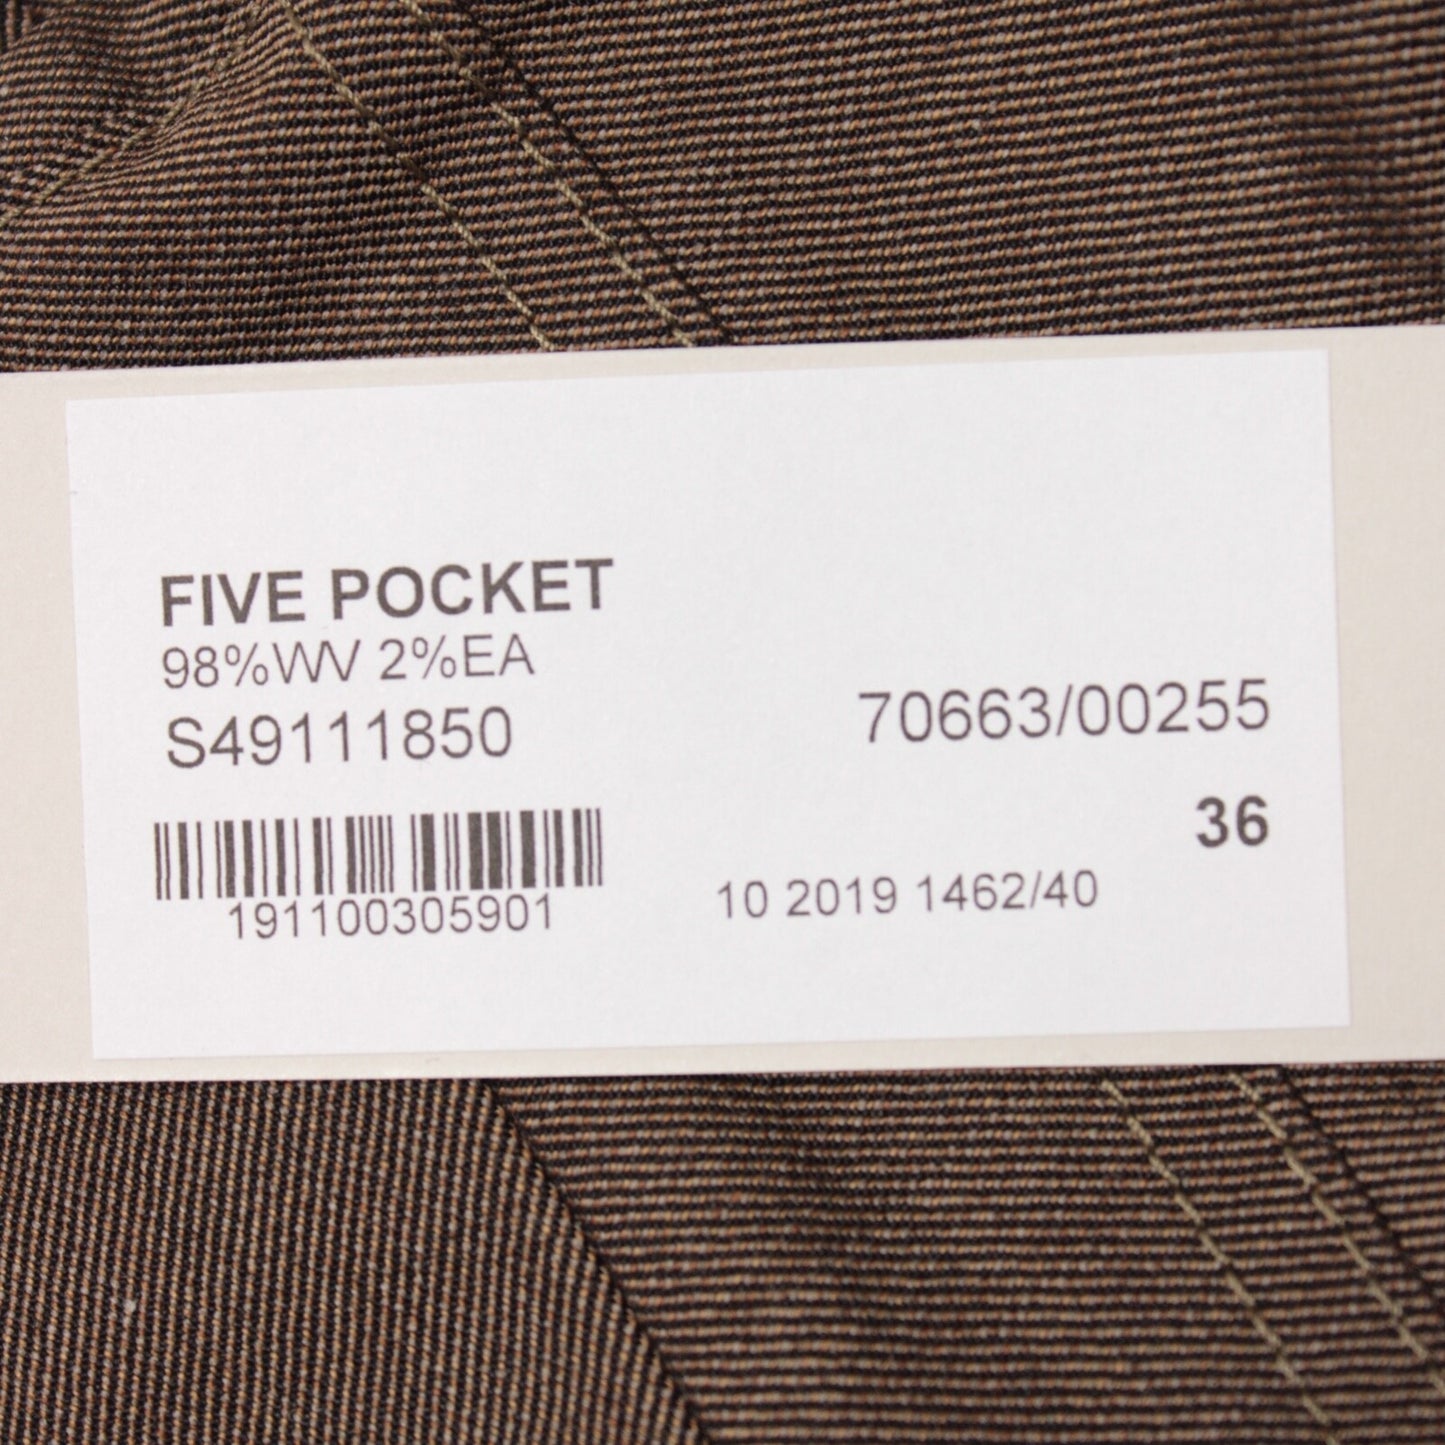 FIVE POCKET
98%WV 2%EA
S49111850
70663/00255
36
191100305901
10 2019 1462/40